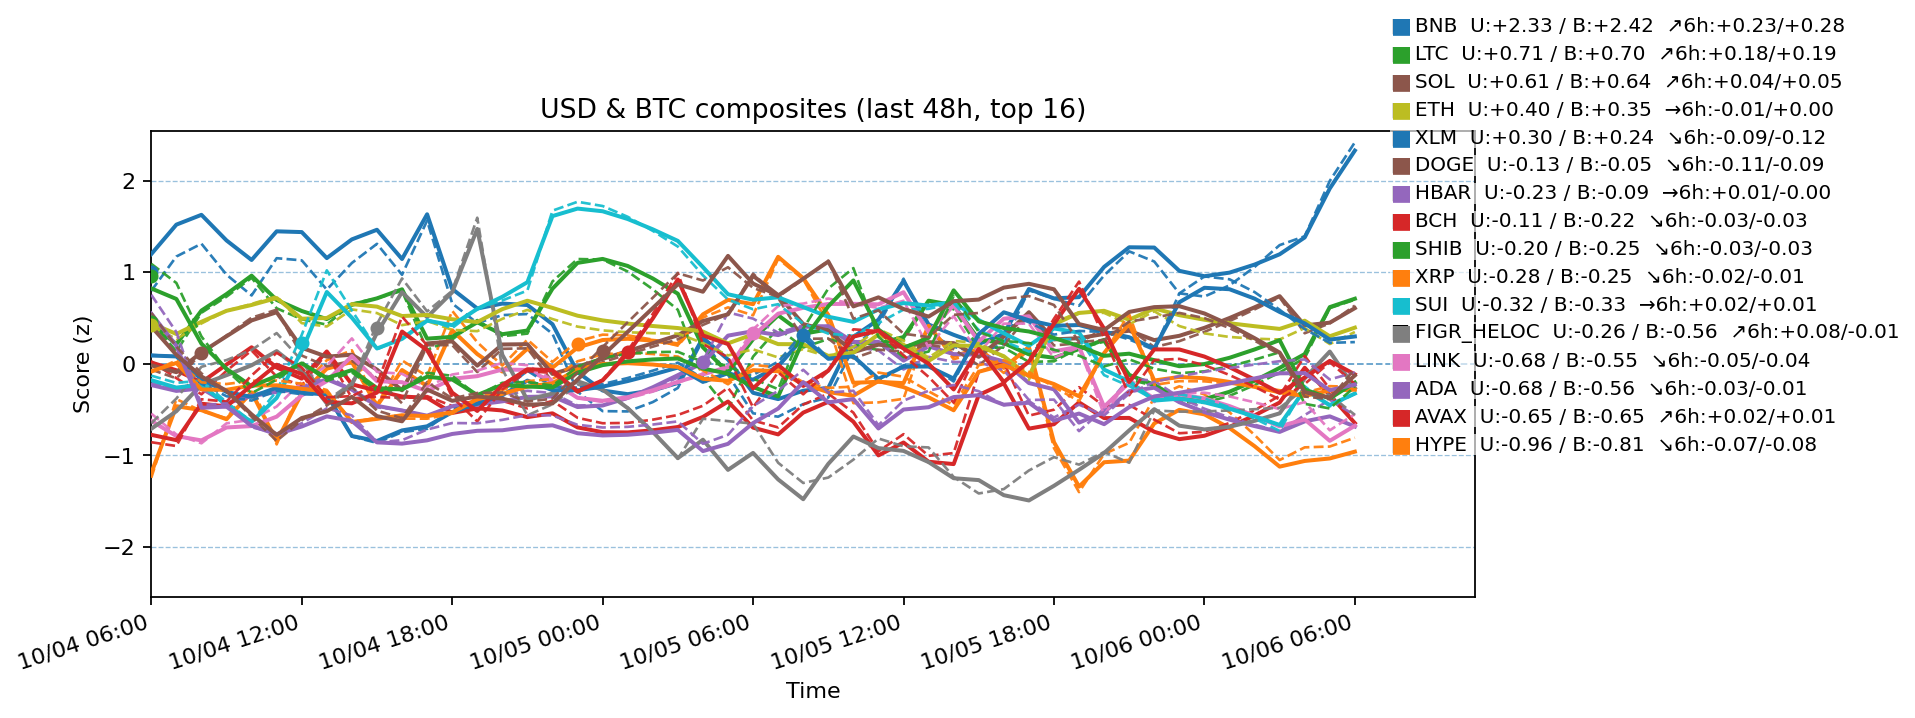 USD & BTC composites (last 48h, top 16)
BNB U:+2.33 / B:+2.42 ↗6h:+0.23/+0.28
LTC U:+0.71 / B:+0.70 ↗6h:+0.18/+0.19
SOL U:+0.61 / B:+0.64 ↗6h:+0.04/+0.05
ETH U:+0.40 / B:+0.35 →6h:-0.01/+0.00
XLM U:+0.30 / B:+0.24 ↘6h:-0.09/-0.12
DOGE U:-0.13 / B:-0.05 ↘6h:-0.11/-0.09
HBAR U:-0.23 / B:-0.09 →6h:+0.01/-0.00
BCH U:-0.11 / B:-0.22 ↘6h:-0.03/-0.03
SHIB U:-0.20 / B:-0.25 ↘6h:-0.03/-0.03
XRP U:-0.28 / B:-0.25 ↘6h:-0.02/-0.01
SUI U:-0.32 / B:-0.33 →6h:+0.02/+0.01
FIGR_HELOC U:-0.26 / B:-0.56 ↗6h:+0.08/-0.01
LINK U:-0.68 / B:-0.55 ↘6h:-0.05/-0.04
ADA U:-0.68 / B:-0.56 ↘6h:-0.03/-0.01
AVAX U:-0.65 / B:-0.65 ↗6h:+0.02/+0.01
HYPE U:-0.96 / B:-0.81 ↘6h:-0.07/-0.08
Score (z)
2
1
0
−1
−2
10/04 06:00
10/04 12:00
10/04 18:00
10/05 00:00
10/05 06:00
10/05 12:00
10/05 18:00
10/06 00:00
10/06 06:00
Time